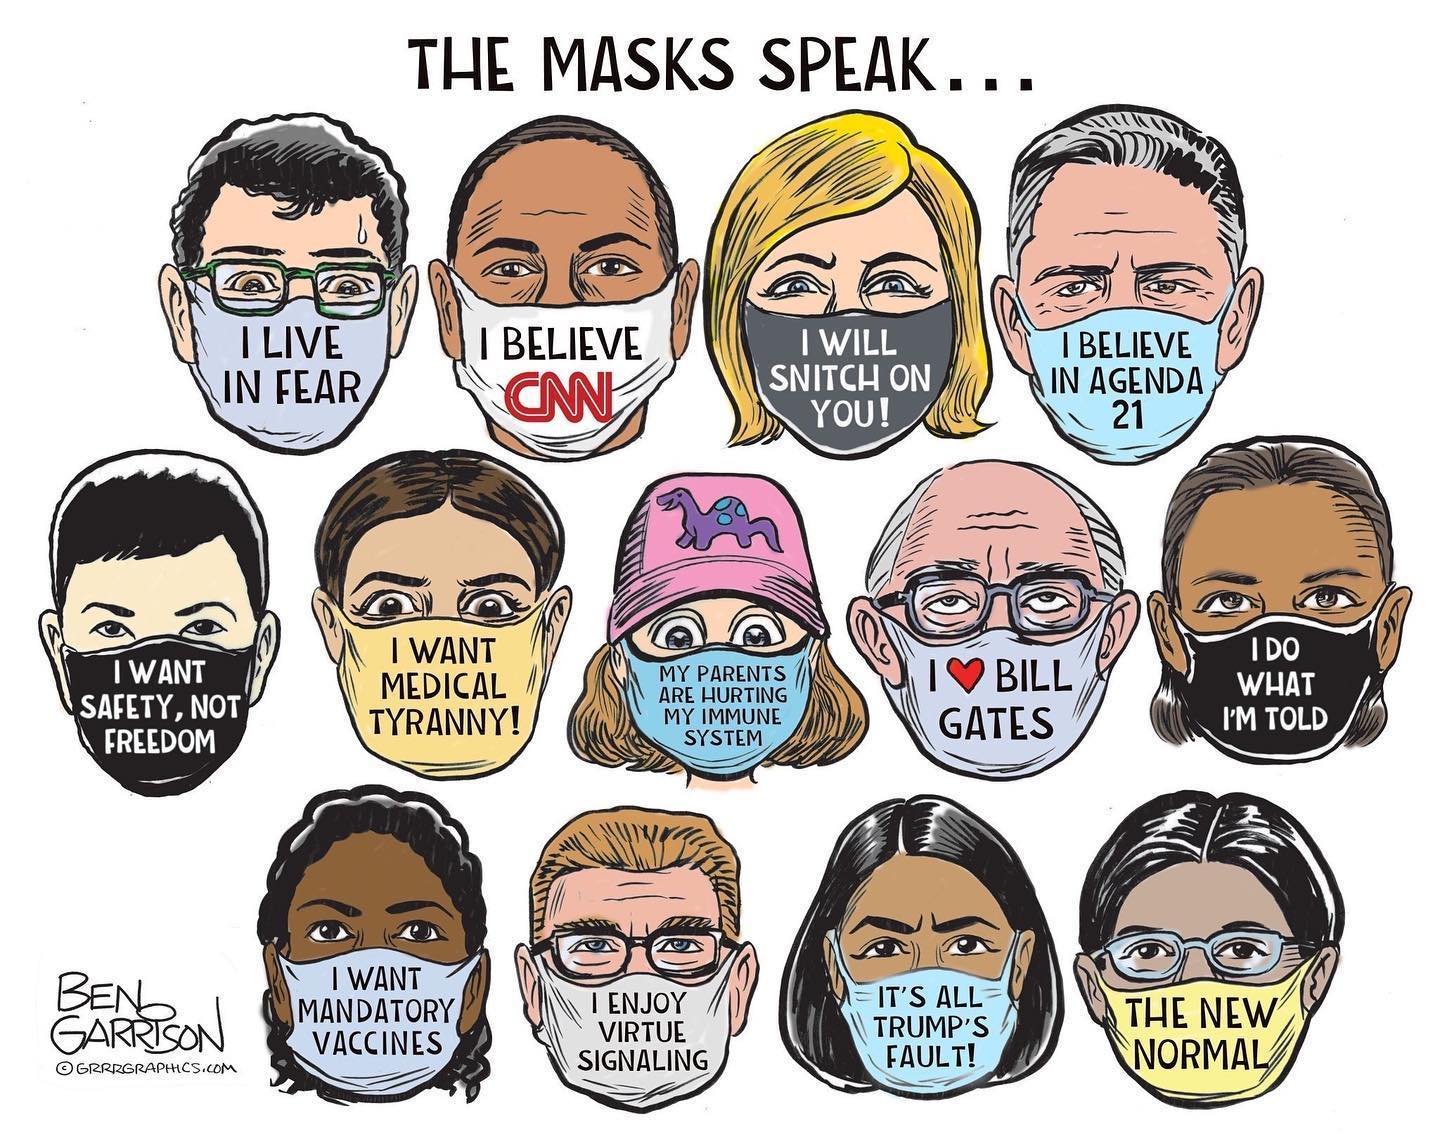 THE MASKS SPEAK...
I LIVE
IN FEAR
I BELIEVE
CNN
I WILL
SNITCH ON
YOU!
I BELIEVE
IN AGENDA
21
I WANT
SAFETY, NOT
FREEDOM
I WANT
MEDICAL
TYRANNY!
MY PARENTS
ARE HURTING
MY IMMUNE
SYSTEM
I ❤ BILL
GATES
I DO
WHAT
I'M TOLD
I WANT
MANDATORY
VACCINES
I ENJOY
VIRTUE
SIGNALING
IT'S ALL
TRUMP'S
FAULT!
THE NEW
NORMAL
BEN
GARRISON
© GRRRGRAPHICS.COM